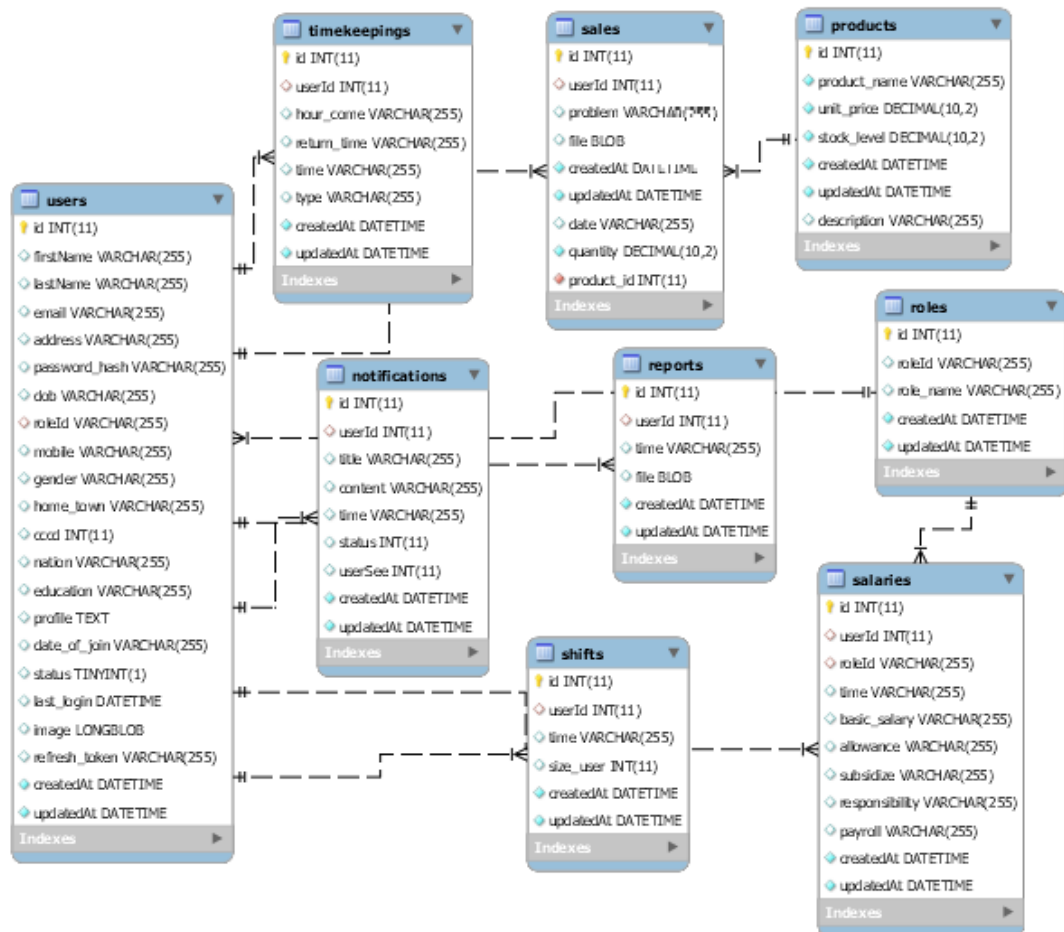 timekeepings
id INT(11)
userId INT(11)
hour_come VARCHAR(255)
return_time VARCHAR(255)
time VARCHAR(255)
type VARCHAR(255)
createdAt DATETIME
updatedAt DATETIME
Indexes
sales
id INT(11)
userId INT(11)
problem VARCHAR(255)
file BLOB
createdAt DATETIME
updatedAt DATETIME
date VARCHAR(255)
quantity DECIMAL(10,2)
product_id INT(11)
Indexes
products
id INT(11)
product_name VARCHAR(255)
unit_price DECIMAL(10,2)
stock_level DECIMAL(10,2)
createdAt DATETIME
updatedAt DATETIME
description VARCHAR(255)
Indexes
users
id INT(11)
firstName VARCHAR(255)
lastName VARCHAR(255)
email VARCHAR(255)
address VARCHAR(255)
password_hash VARCHAR(255)
dob VARCHAR(255)
roleId VARCHAR(255)
mobile VARCHAR(255)
gender VARCHAR(255)
home_town VARCHAR(255)
cccd INT(11)
nation VARCHAR(255)
education VARCHAR(255)
profile TEXT
date_of_join VARCHAR(255)
status TINYINT(1)
last_login DATETIME
image LONGBLOB
refresh_token VARCHAR(255)
createdAt DATETIME
updatedAt DATETIME
Indexes
notifications
id INT(11)
userId INT(11)
title VARCHAR(255)
content VARCHAR(255)
time VARCHAR(255)
status INT(11)
userSee INT(11)
createdAt DATETIME
updatedAt DATETIME
Indexes
reports
id INT(11)
userId INT(11)
time VARCHAR(255)
file BLOB
createdAt DATETIME
updatedAt DATETIME
Indexes
roles
id INT(11)
roleId VARCHAR(255)
role_name VARCHAR(255)
createdAt DATETIME
updatedAt DATETIME
Indexes
shifts
id INT(11)
userId INT(11)
time VARCHAR(255)
size_user INT(11)
createdAt DATETIME
updatedAt DATETIME
Indexes
salaries
id INT(11)
userId INT(11)
roleId VARCHAR(255)
time VARCHAR(255)
basic_salary VARCHAR(255)
allowance VARCHAR(255)
subsidize VARCHAR(255)
responsibility VARCHAR(255)
payroll VARCHAR(255)
createdAt DATETIME
updatedAt DATETIME
Indexes